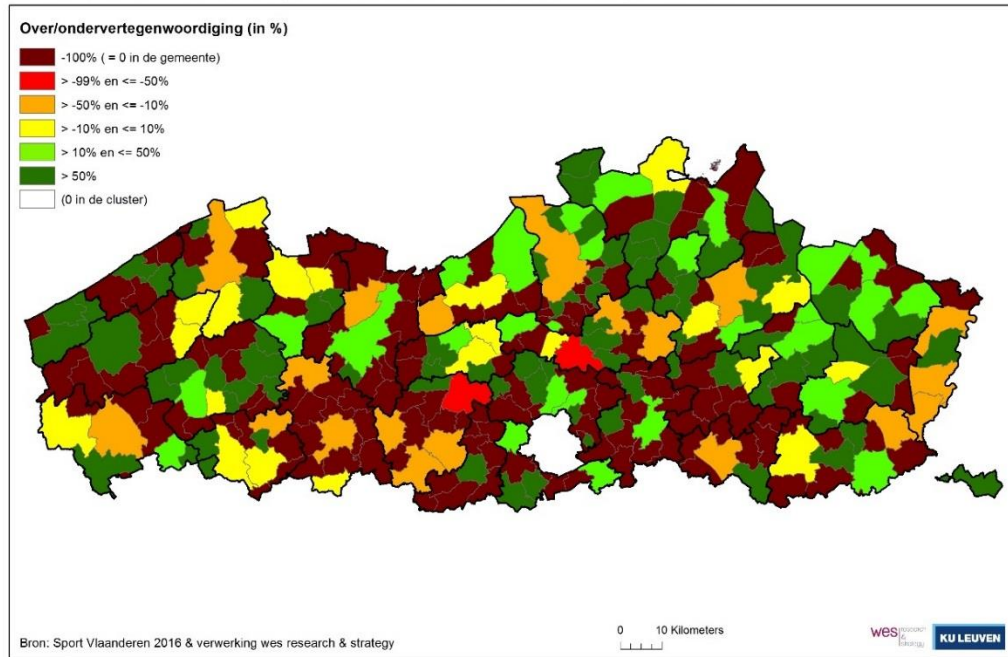 Over/ondervertegenwoordiging (in %)
-100% ( = 0 in de gemeente)
> -99% en <= -50%
> -50% en <= -10%
> -10% en <= 10%
> 10% en <= 50%
> 50%
(0 in de cluster)
Bron: Sport Vlaanderen 2016 & verwerking wes research & strategy
0 10 Kilometers
wes research
&
strategy
KU LEUVEN